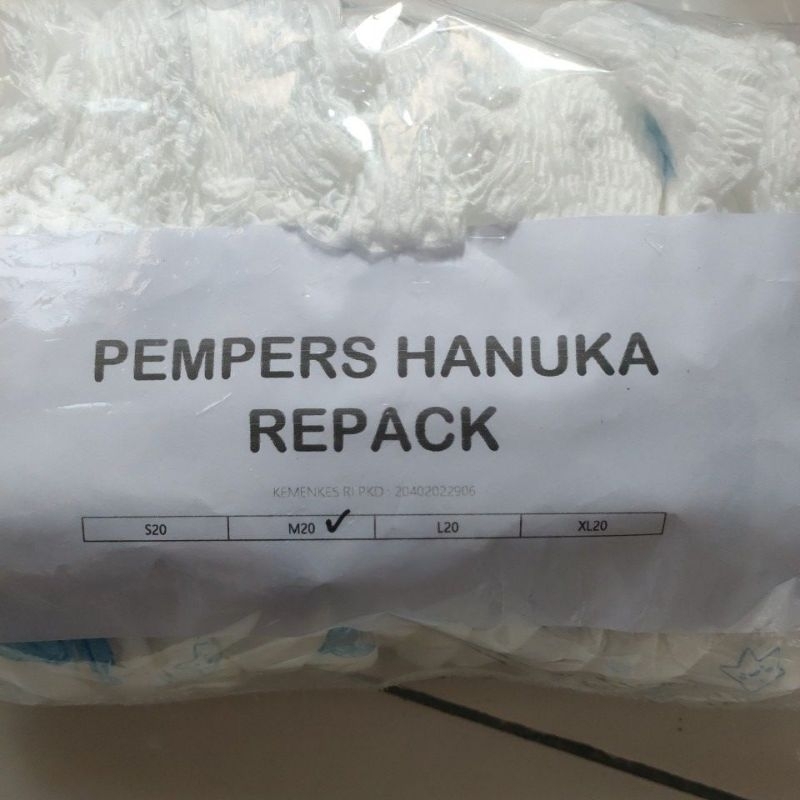 PEMPERS HANUKA
REPACK
KEMENKES RI PKD : 20402022906
S20 M20 ✓ L20 XL20